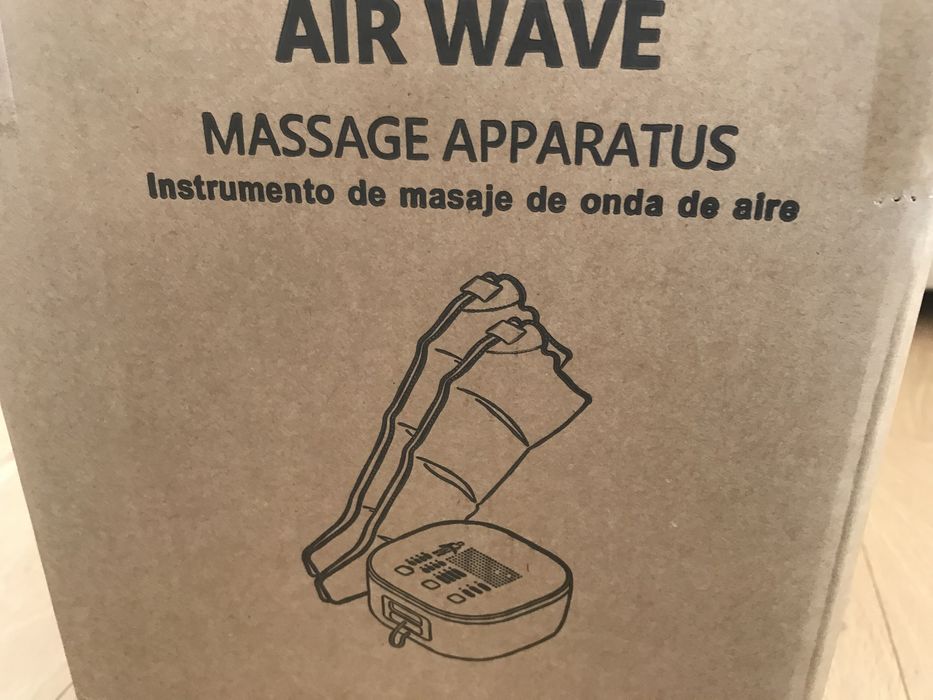 AIR WAVE
MASSAGE APPARATUS
Instrumento de masaje de onda de aire